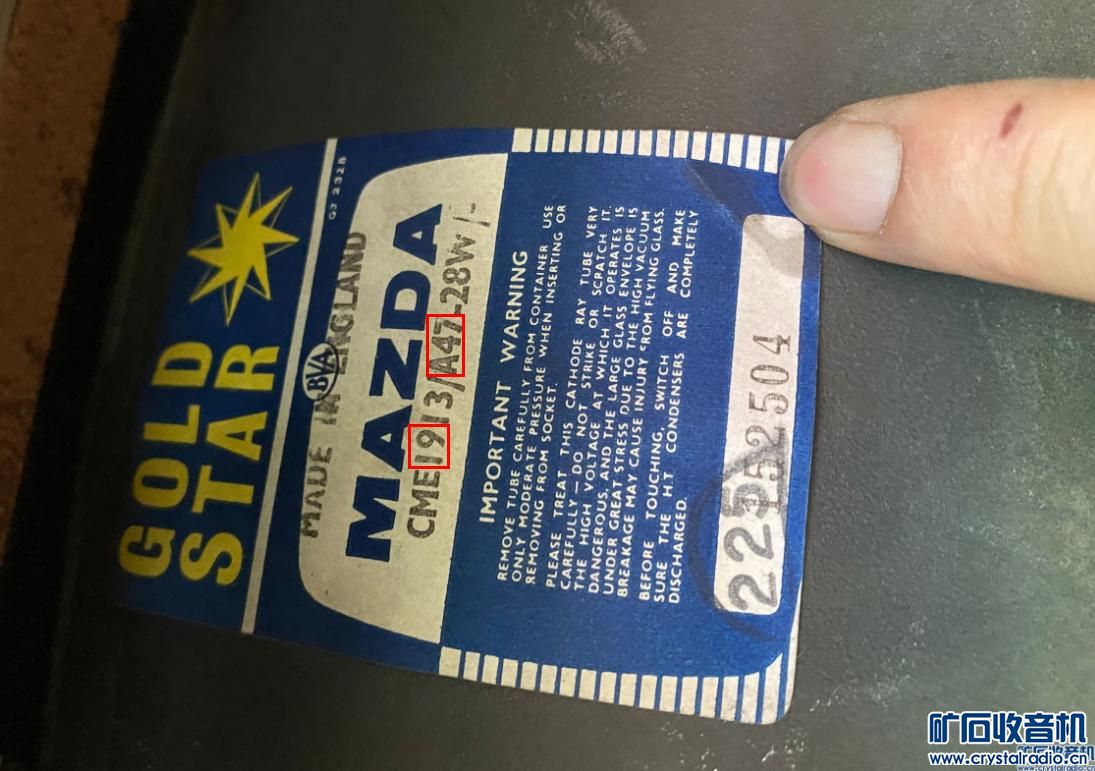 GOLD
STAR
G3 2328
MADE IN ENGLAND
BVA
MAZDA
CME1913/A47-28W/-
IMPORTANT WARNING
REMOVE TUBE CAREFULLY FROM CONTAINER USE
ONLY MODERATE PRESSURE WHEN INSERTING OR
REMOVING FROM SOCKET.
PLEASE TREAT THIS CATHODE RAY TUBE VERY
CAREFULLY — DO NOT STRIKE OR SCRATCH IT.
THE HIGH VOLTAGE AT WHICH IT OPERATES IS
DANGEROUS, AND THE LARGE GLASS ENVELOPE IS
UNDER GREAT STRESS DUE TO THE HIGH VACUUM
BREAKAGE MAY CAUSE INJURY FROM FLYING GLASS.
BEFORE TOUCHING, SWITCH OFF AND MAKE
SURE THE H.T CONDENSERS ARE COMPLETELY
DISCHARGED.
225
152504
矿石收音机
www.crystalradio.cn